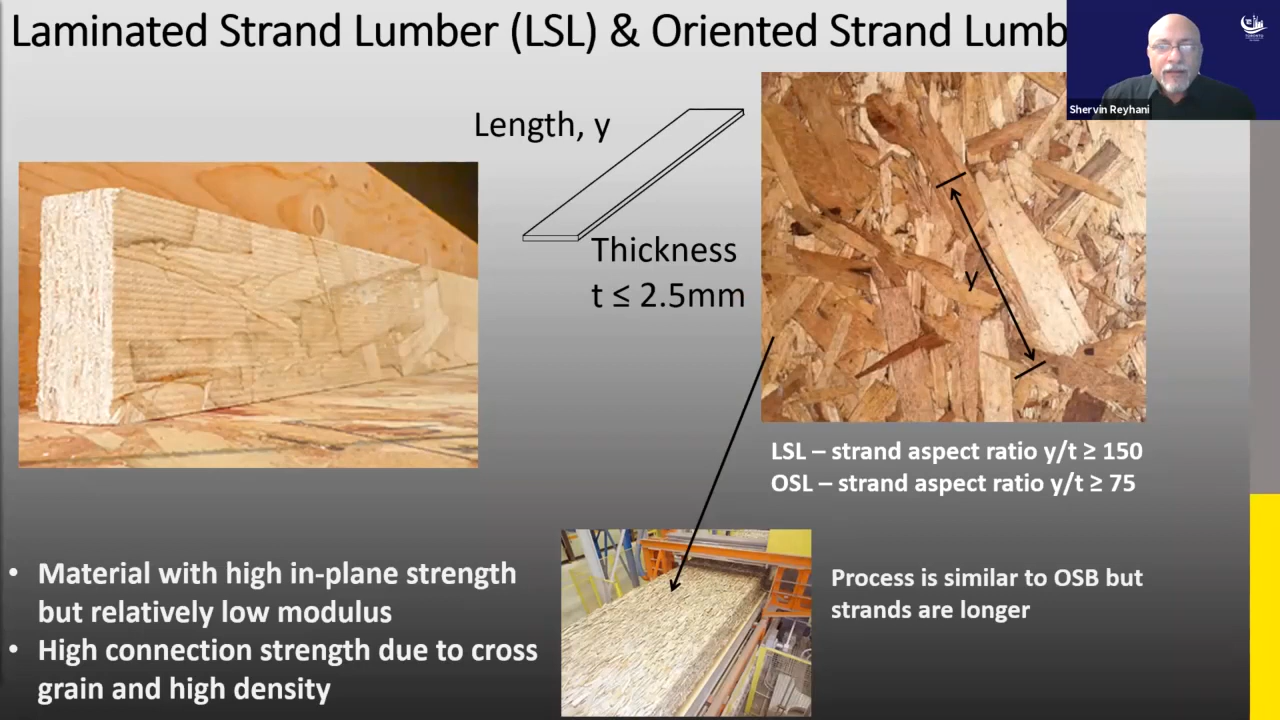 Laminated Strand Lumber (LSL) & Oriented Strand Lumb
Shervin Reyhani
Length, y
Thickness
t ≤ 2.5mm
y
LSL – strand aspect ratio y/t ≥ 150
OSL – strand aspect ratio y/t ≥ 75
• Material with high in-plane strength
but relatively low modulus
• High connection strength due to cross
grain and high density
Process is similar to OSB but
strands are longer